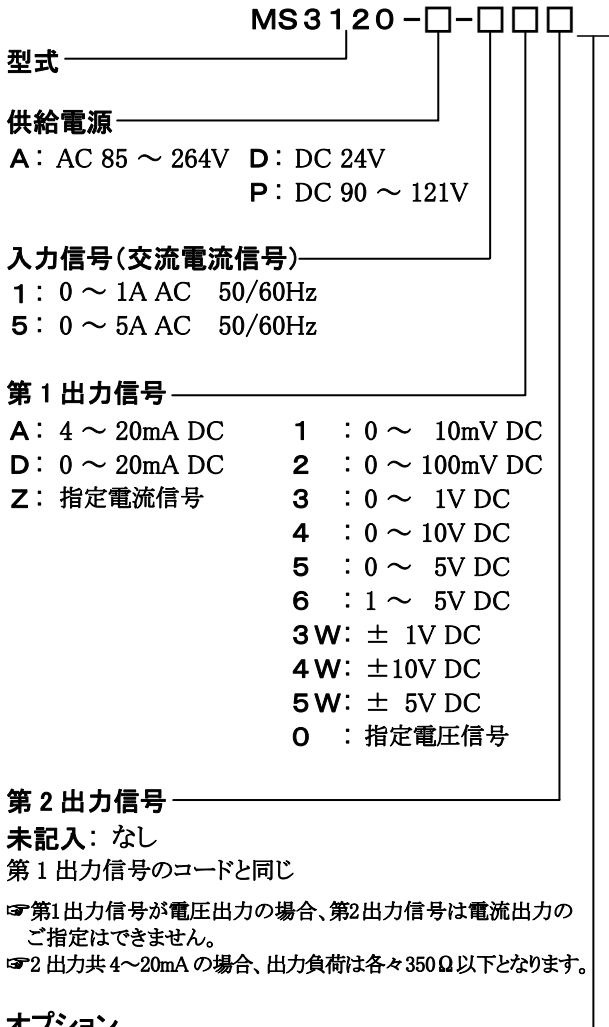 MS3120-□-□□□
型式
供給電源
A: AC 85 ～ 264V D: DC 24V
P: DC 90 ～ 121V
入力信号(交流電流信号)
1: 0 ～ 1A AC 50/60Hz
5: 0 ～ 5A AC 50/60Hz
第1出力信号
A: 4 ～ 20mA DC 1 : 0 ～ 10mV DC
D: 0 ～ 20mA DC 2 : 0 ～ 100mV DC
Z: 指定電流信号 3 : 0 ～ 1V DC
4 : 0 ～ 10V DC
5 : 0 ～ 5V DC
6 : 1 ～ 5V DC
3W: ± 1V DC
4W: ±10V DC
5W: ± 5V DC
0 : 指定電圧信号
第2出力信号
未記入: なし
第1出力信号のコードと同じ
☞第1出力信号が電圧出力の場合、第2出力信号は電流出力の
ご指定はできません。
☞2出力共4～20mAの場合、出力負荷は各々350Ω以下となります。
オプション